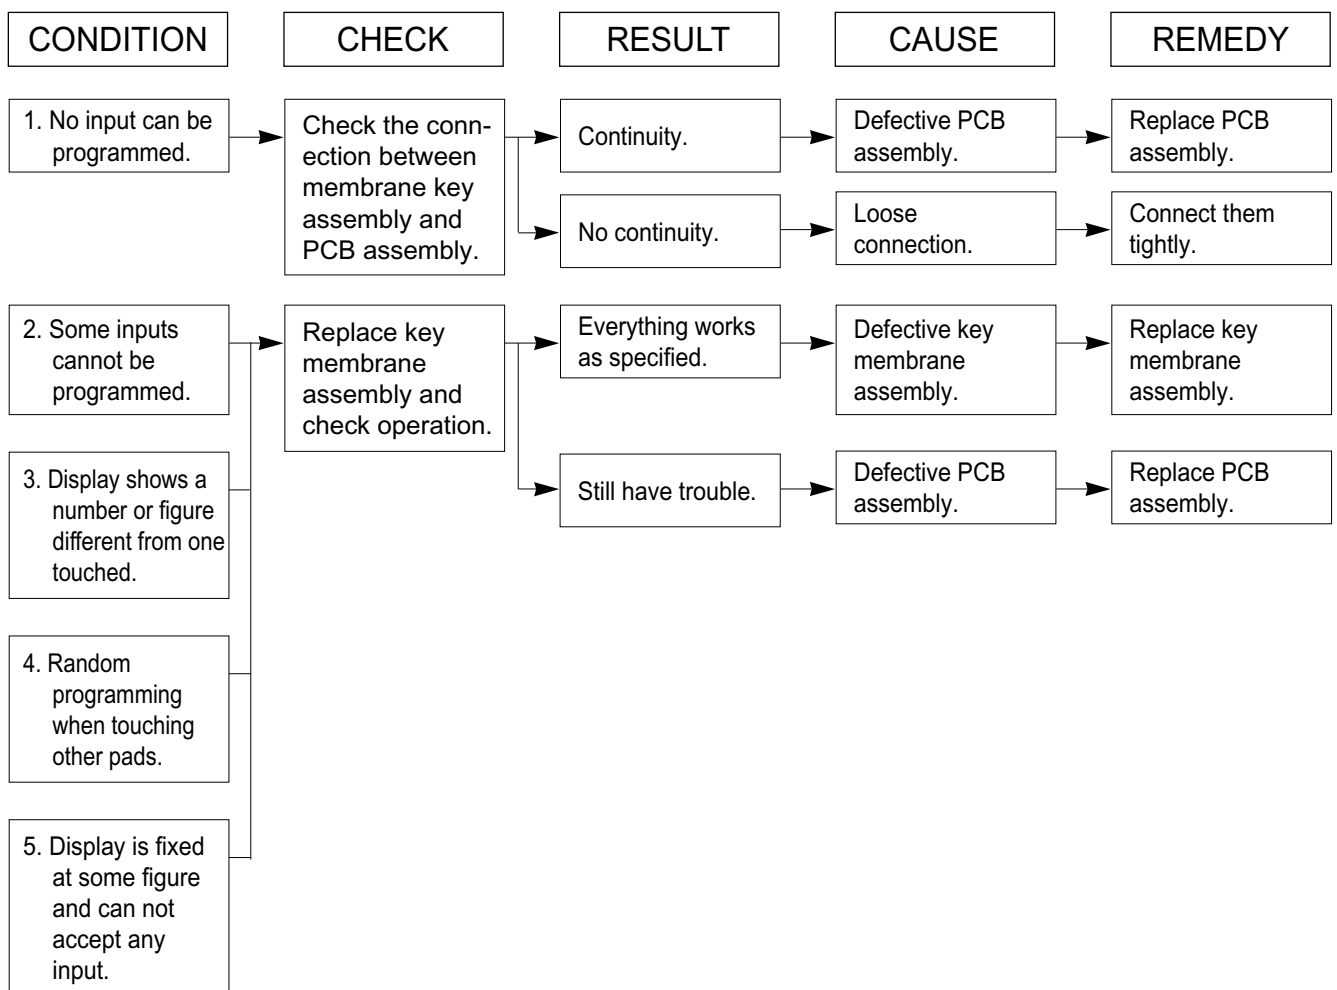 CONDITION
CHECK
RESULT
CAUSE
REMEDY
1. No input can be
programmed.
Check the conn-
ection between
membrane key
assembly and
PCB assembly.
Continuity.
Defective PCB
assembly.
Replace PCB
assembly.
No continuity.
Loose
connection.
Connect them
tightly.
2. Some inputs
cannot be
programmed.
Replace key
membrane
assembly and
check operation.
Everything works
as specified.
Defective key
membrane
assembly.
Replace key
membrane
assembly.
3. Display shows a
number or figure
different from one
touched.
Still have trouble.
Defective PCB
assembly.
Replace PCB
assembly.
4. Random
programming
when touching
other pads.
5. Display is fixed
at some figure
and can not
accept any
input.